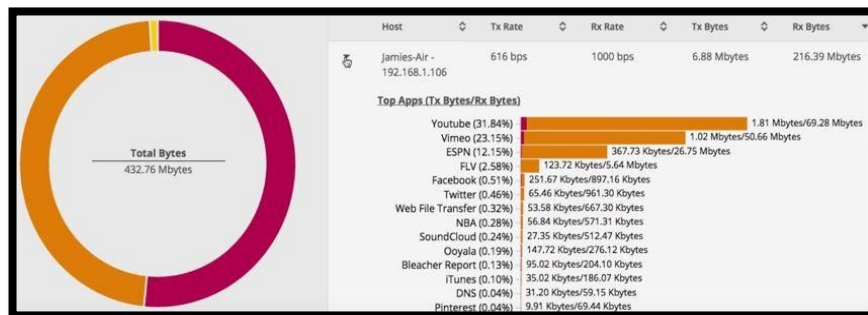 Host Tx Rate Rx Rate Tx Bytes Rx Bytes
Jamies-Air - 616 bps 1000 bps 6.88 Mbytes 216.39 Mbytes
192.168.1.106
Total Bytes
432.76 Mbytes
Top Apps (Tx Bytes/Rx Bytes)
Youtube (31.84%) 1.81 Mbytes/69.28 Mbytes
Vimeo (23.15%) 1.02 Mbytes/50.66 Mbytes
ESPN (12.15%) 367.73 Kbytes/26.75 Mbytes
FLV (2.58%) 123.72 Kbytes/5.64 Mbytes
Facebook (0.51%) 251.67 Kbytes/897.16 Kbytes
Twitter (0.46%) 65.46 Kbytes/961.30 Kbytes
Web File Transfer (0.32%) 53.58 Kbytes/667.30 Kbytes
NBA (0.28%) 56.84 Kbytes/571.31 Kbytes
SoundCloud (0.24%) 27.35 Kbytes/512.47 Kbytes
Ooyala (0.19%) 147.72 Kbytes/276.12 Kbytes
Bleacher Report (0.13%) 95.02 Kbytes/204.10 Kbytes
iTunes (0.10%) 35.02 Kbytes/186.07 Kbytes
DNS (0.04%) 31.20 Kbytes/59.15 Kbytes
Pinterest (0.04%) 9.91 Kbytes/69.44 Kbytes